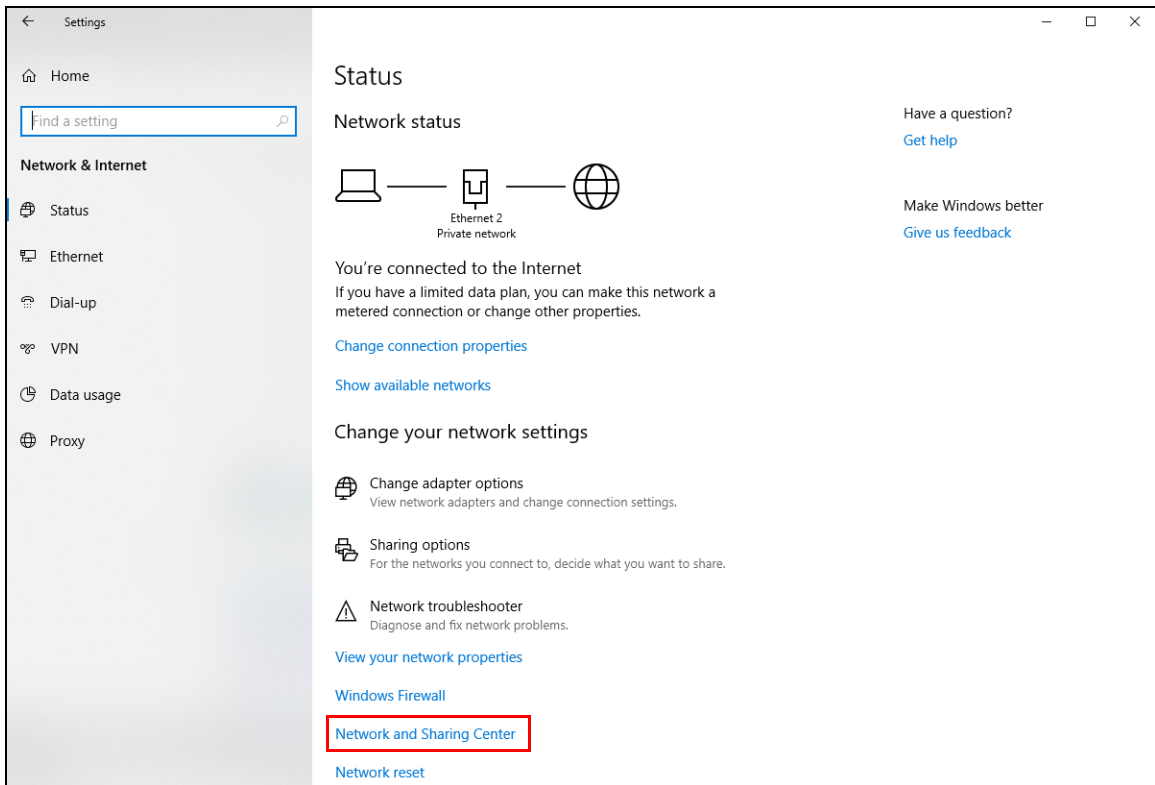 Settings
Home
Find a setting
Network & Internet
Status
Ethernet
Dial-up
VPN
Data usage
Proxy
Status
Network status
Ethernet 2
Private network
You're connected to the Internet
If you have a limited data plan, you can make this network a
metered connection or change other properties.
Change connection properties
Show available networks
Change your network settings
Change adapter options
View network adapters and change connection settings.
Sharing options
For the networks you connect to, decide what you want to share.
Network troubleshooter
Diagnose and fix network problems.
View your network properties
Windows Firewall
Network and Sharing Center
Network reset
Have a question?
Get help
Make Windows better
Give us feedback